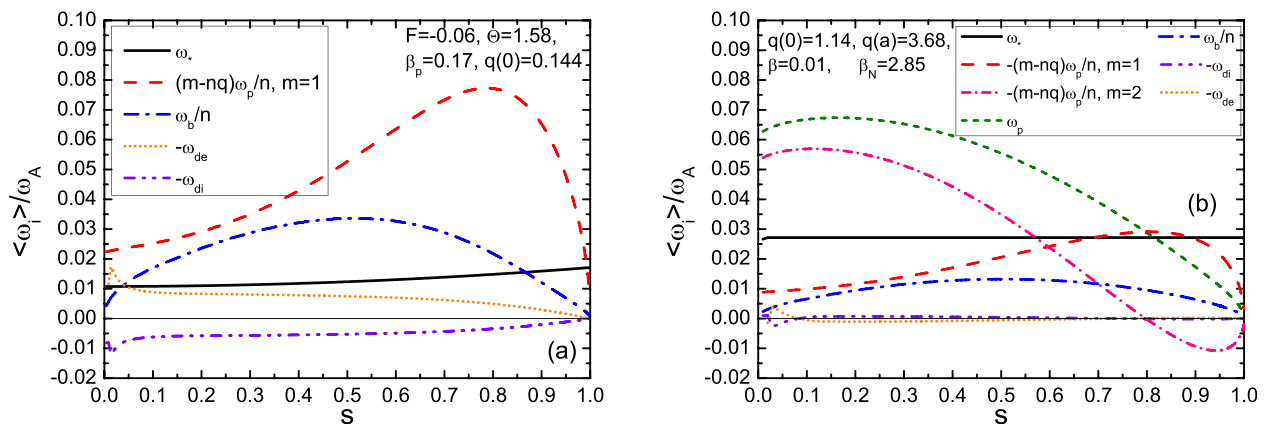 F=-0.06, Θ=1.58,
β_p=0.17, q(0)=0.144
ω_*
(m-nq)ω_p/n, m=1
ω_b/n
-ω_de
-ω_di
(a)
<ω_i>/ω_A
0.10
0.09
0.08
0.07
0.06
0.05
0.04
0.03
0.02
0.01
0.00
-0.01
-0.02
0.0 0.1 0.2 0.3 0.4 0.5 0.6 0.7 0.8 0.9 1.0
s
q(0)=1.14, q(a)=3.68,
β=0.01, β_N=2.85
ω_*
-(m-nq)ω_p/n, m=1
-(m-nq)ω_p/n, m=2
ω_p
ω_b/n
-ω_di
-ω_de
(b)
<ω_i>/ω_A
0.10
0.09
0.08
0.07
0.06
0.05
0.04
0.03
0.02
0.01
0.00
-0.01
-0.02
0.0 0.1 0.2 0.3 0.4 0.5 0.6 0.7 0.8 0.9 1.0
s